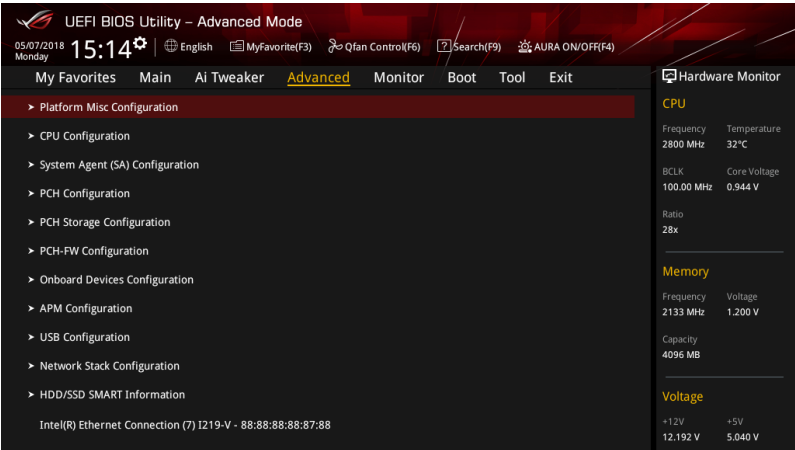 UEFI BIOS Utility – Advanced Mode
05/07/2018 Monday 15:14 English MyFavorite(F3) Qfan Control(F6) ? Search(F9) AURA ON/OFF(F4)
My Favorites Main Ai Tweaker Advanced Monitor Boot Tool Exit
> Platform Misc Configuration
> CPU Configuration
> System Agent (SA) Configuration
> PCH Configuration
> PCH Storage Configuration
> PCH-FW Configuration
> Onboard Devices Configuration
> APM Configuration
> USB Configuration
> Network Stack Configuration
> HDD/SSD SMART Information
Intel(R) Ethernet Connection (7) I219-V - 88:88:88:88:87:88
Hardware Monitor
CPU
Frequency Temperature
2800 MHz 32°C
BCLK Core Voltage
100.00 MHz 0.944 V
Ratio
28x
Memory
Frequency Voltage
2133 MHz 1.200 V
Capacity
4096 MB
Voltage
+12V +5V
12.192 V 5.040 V